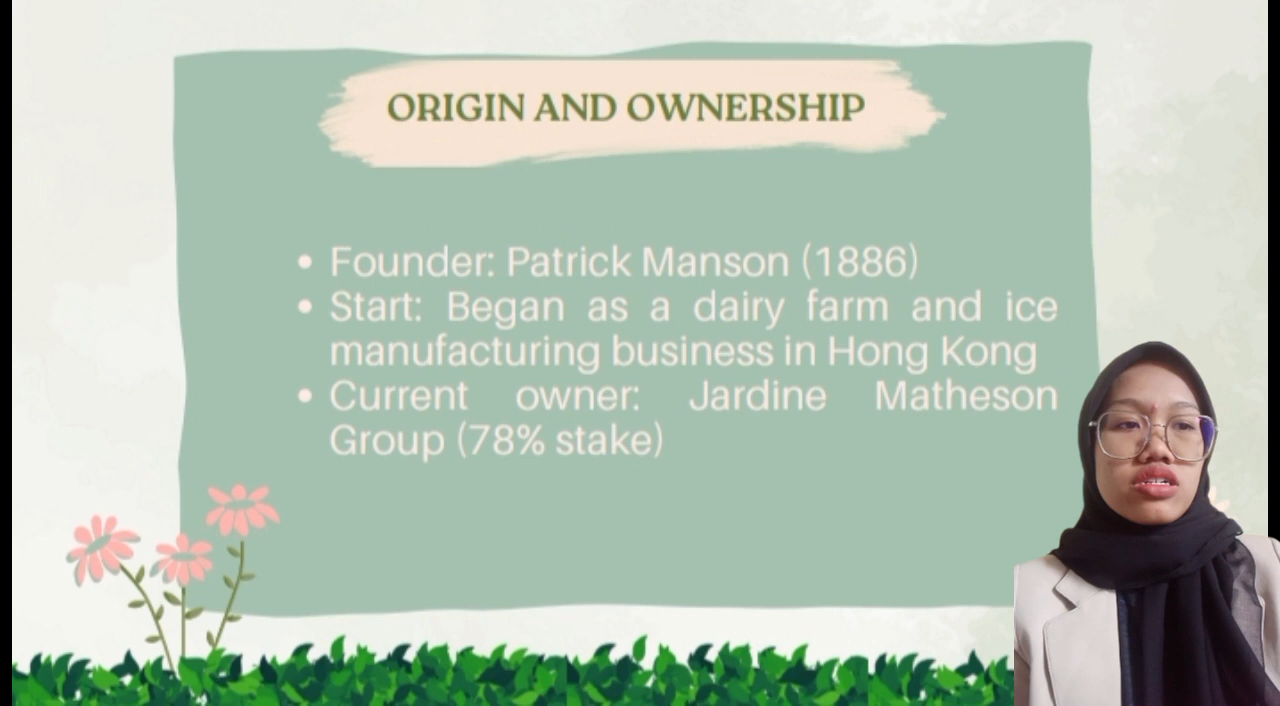 ORIGIN AND OWNERSHIP
• Founder: Patrick Manson (1886)
• Start: Began as a dairy farm and ice
manufacturing business in Hong Kong
• Current owner: Jardine Matheson
Group (78% stake)